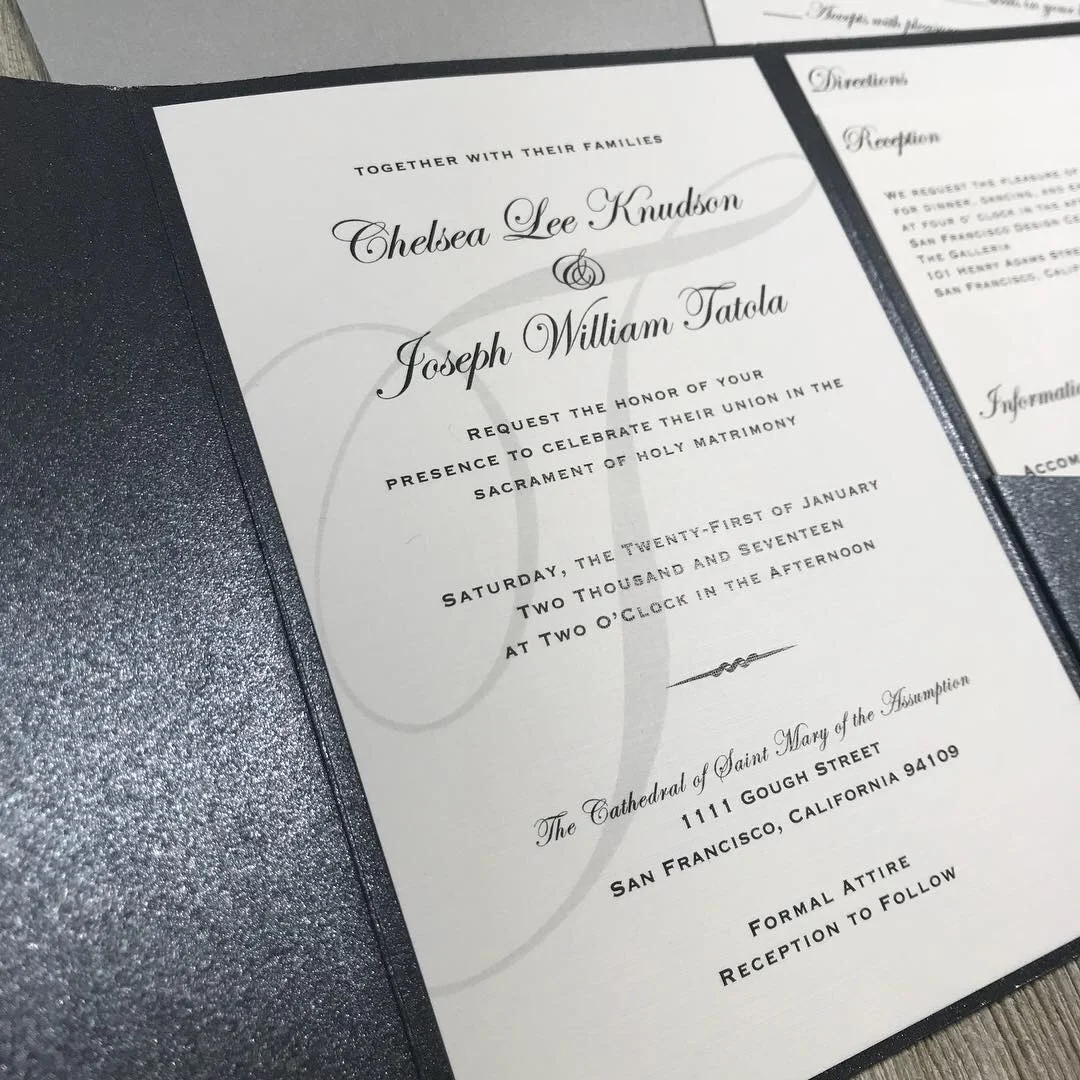 TOGETHER WITH THEIR FAMILIES
Chelsea Lee Knudson
&
Joseph William Tatola
REQUEST THE HONOR OF YOUR
PRESENCE TO CELEBRATE THEIR UNION IN THE
SACRAMENT OF HOLY MATRIMONY
SATURDAY, THE TWENTY-FIRST OF JANUARY
TWO THOUSAND AND SEVENTEEN
AT TWO O'CLOCK IN THE AFTERNOON
The Cathedral of Saint Mary of the Assumption
1111 GOUGH STREET
SAN FRANCISCO, CALIFORNIA 94109
FORMAL ATTIRE
RECEPTION TO FOLLOW
T
Accepts with
Directions
Reception
WE REQUEST THE PLEASURE OF
FOR DINNER, DANCING, AND
AT FOUR O' CLOCK IN THE
SAN FRANCISCO DESIGN
THE GALLERIA
101 HENRY ADAMS
SAN FRANCISCO,